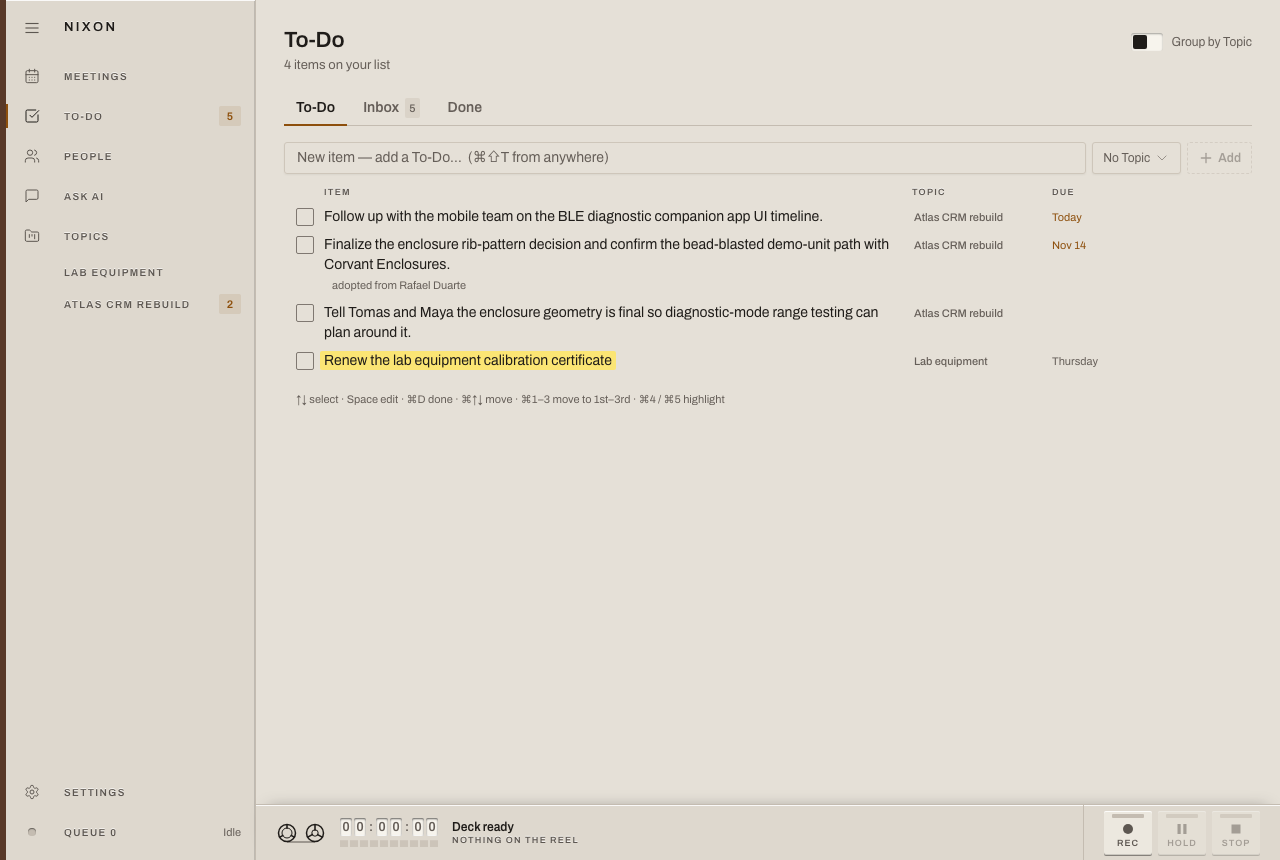 NIXON
MEETINGS
TO-DO 5
PEOPLE
ASK AI
TOPICS
LAB EQUIPMENT
ATLAS CRM REBUILD 2
SETTINGS
QUEUE 0 Idle
To-Do
4 items on your list
Group by Topic
To-Do Inbox 5 Done
New item — add a To-Do... (⌘⇧T from anywhere) No Topic + Add
ITEM TOPIC DUE
Follow up with the mobile team on the BLE diagnostic companion app UI timeline. Atlas CRM rebuild Today
Finalize the enclosure rib-pattern decision and confirm the bead-blasted demo-unit path with Atlas CRM rebuild Nov 14
Corvant Enclosures.
adopted from Rafael Duarte
Tell Tomas and Maya the enclosure geometry is final so diagnostic-mode range testing can Atlas CRM rebuild
plan around it.
Renew the lab equipment calibration certificate Lab equipment Thursday
↑↓ select · Space edit · ⌘D done · ⌘↑↓ move · ⌘1–3 move to 1st–3rd · ⌘4 / ⌘5 highlight
00:00:00
Deck ready
NOTHING ON THE REEL
REC HOLD STOP